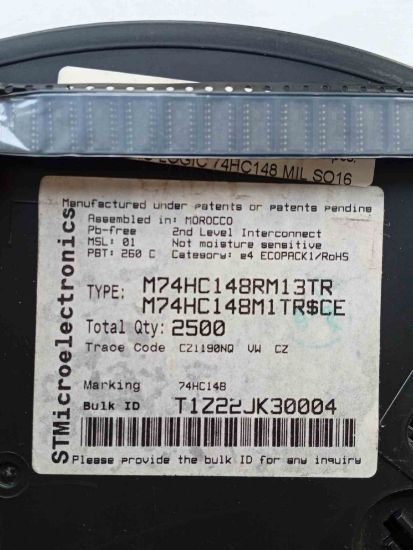 LOGIC 74HC148 MIL SO16
pcs.
STMicroelectronics
Manufactured under patents or patents pending
Assembled in: MOROCCO
Pb-free 2nd Level Interconnect
MSL: 01 Not moisture sensitive
PBT: 260 C Category: e4 ECOPACK1/RoHS
TYPE: M74HC148RM13TR
M74HC148M1TR$CE
Total Qty: 2500
Trace Code CZ1190NQ VW CZ
Marking 74HC148
Bulk ID T1Z22JK30004
Please provide the bulk ID for any inquiry